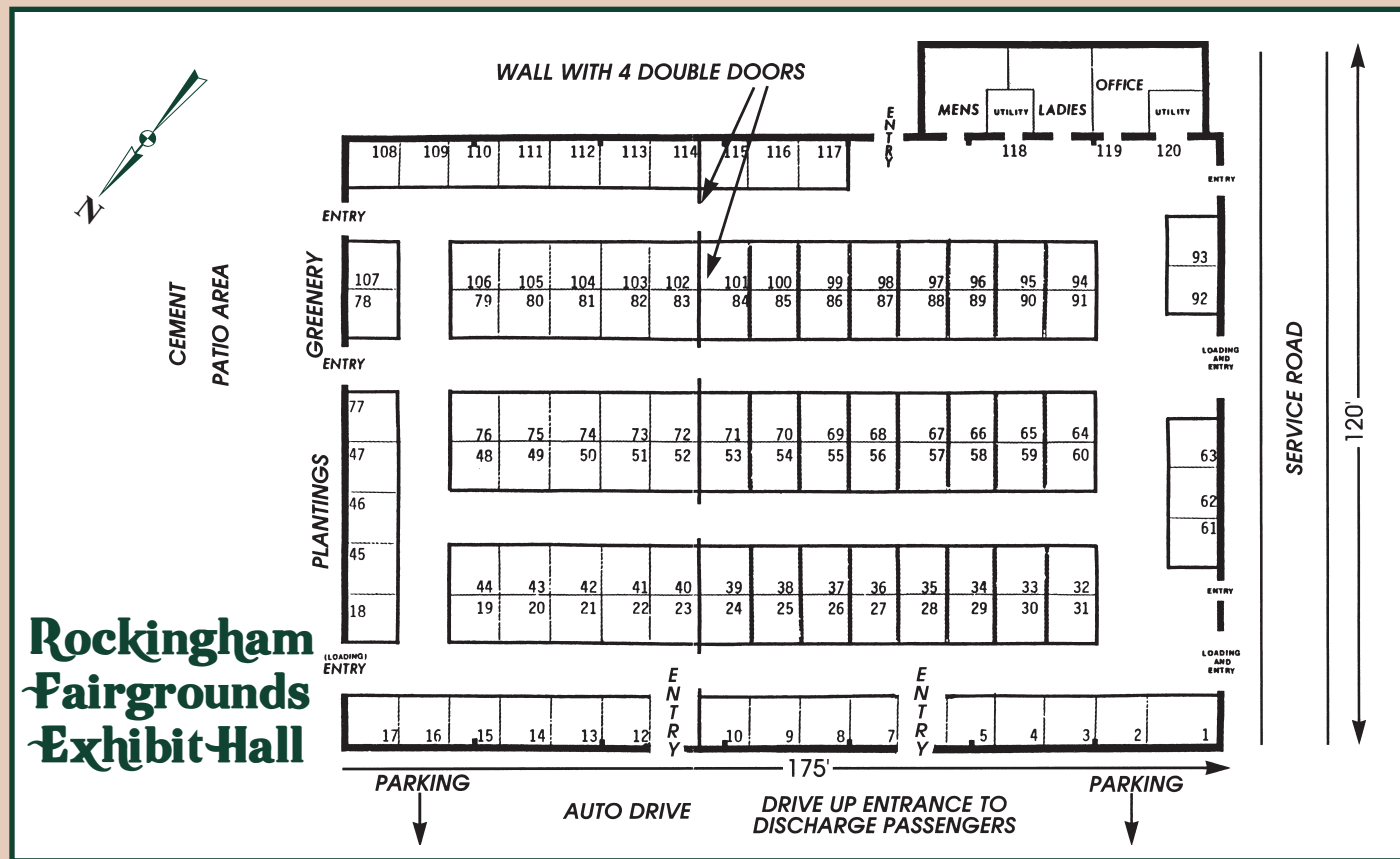 WALL WITH 4 DOUBLE DOORS
OFFICE
MENS UTILITY LADIES UTILITY
ENTRY
108 109 110 111 112 113 114 115 116 117 118 119 120
ENTRY
ENTRY
N
107 106 105 104 103 102 101 100 99 98 97 96 95 94 93
78 79 80 81 82 83 84 85 86 87 88 89 90 91 92
CEMENT
PATIO AREA
GREENERY
ENTRY
LOADING
AND
ENTRY
SERVICE ROAD
120'
77
76 75 74 73 72 71 70 69 68 67 66 65 64
47 48 49 50 51 52 53 54 55 56 57 58 59 60 63
46 62
61
PLANTINGS
45
44 43 42 41 40 39 38 37 36 35 34 33 32
ENTRY
18 19 20 21 22 23 24 25 26 27 28 29 30 31
(LOADING)
ENTRY
LOADING
AND
ENTRY
Rockingham
Fairgrounds
Exhibit Hall
ENTRY
ENTRY
17 16 15 14 13 12 10 9 8 7 5 4 3 2 1
175'
PARKING
PARKING
AUTO DRIVE
DRIVE UP ENTRANCE TO
DISCHARGE PASSENGERS